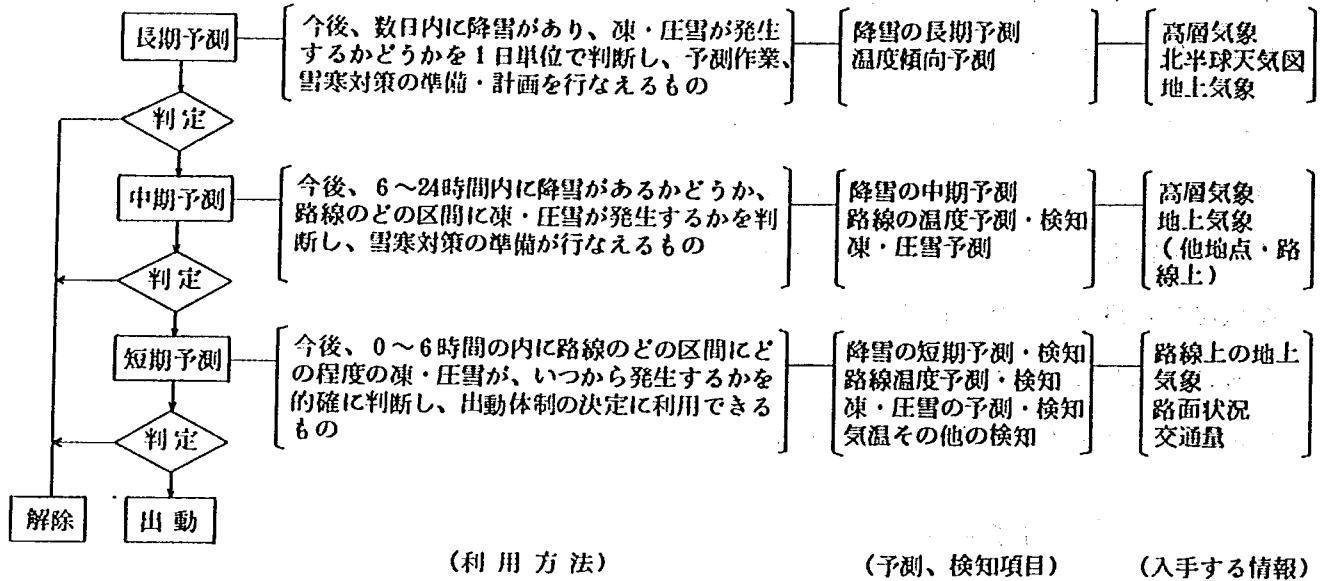 長期予測
今後、数日内に降雪があり、凍・圧雪が発生
するかどうかを1日単位で判断し、予測作業、
雪寒対策の準備・計画を行なえるもの
降雪の長期予測
温度傾向予測
高層気象
北半球天気図
地上気象
判定
中期予測
今後、6〜24時間内に降雪があるかどうか、
路線のどの区間に凍・圧雪が発生するかを判
断し、雪寒対策の準備が行なえるもの
降雪の中期予測
路線の温度予測・検知
凍・圧雪予測
高層気象
地上気象
(他地点・路
線上)
判定
短期予測
今後、0〜6時間の内に路線のどの区間にど
の程度の凍・圧雪が、いつから発生するかを
的確に判断し、出動体制の決定に利用できる
もの
降雪の短期予測・検知
路線温度予測・検知
凍・圧雪の予測・検知
気温その他の検知
路線上の地上
気象
路面状況
交通量
判定
解除
出動
(利用方法)
(予測、検知項目)
(入手する情報)